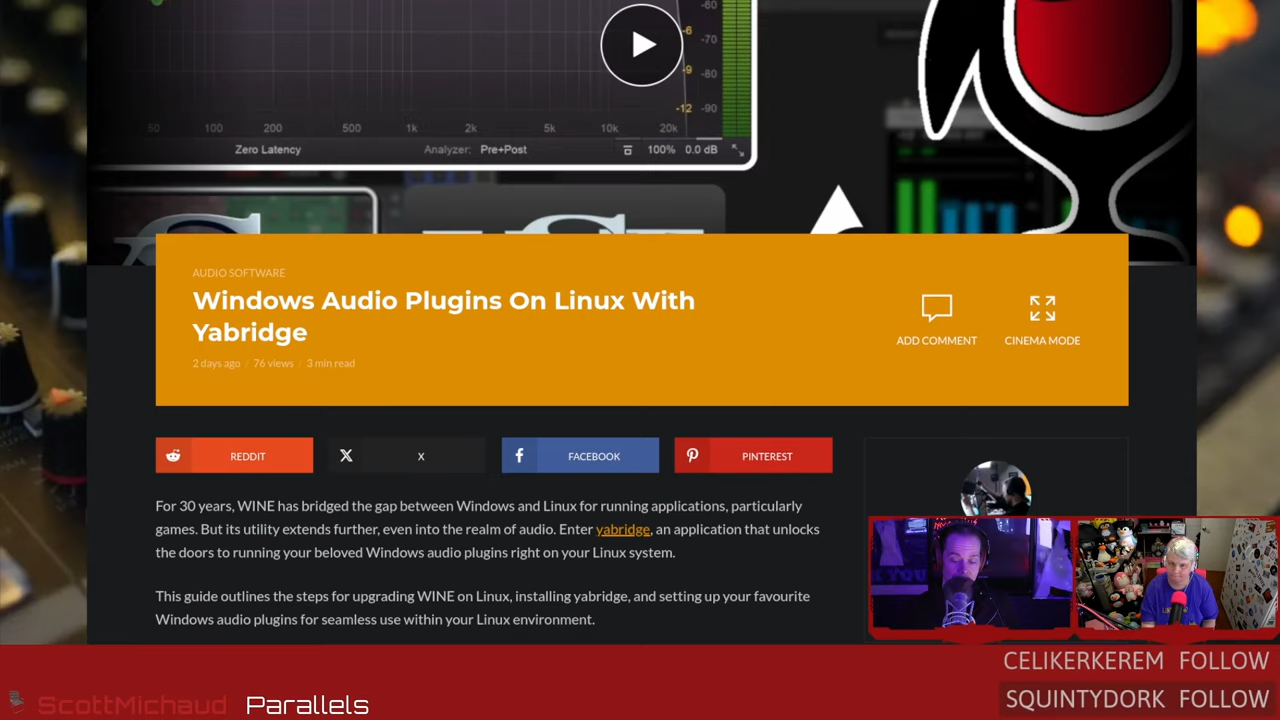 -60
-6
-70
-9
-80
-12
-90
50 100 200 500 1k 2k 5k 10k 20k
Zero Latency Analyzer: Pre+Post 100% 0.0 dB
AUDIO SOFTWARE
Windows Audio Plugins On Linux With
Yabridge
2 days ago / 76 views / 3 min read
ADD COMMENT
CINEMA MODE
REDDIT
X
FACEBOOK
PINTEREST
For 30 years, WINE has bridged the gap between Windows and Linux for running applications, particularly
games. But its utility extends further, even into the realm of audio. Enter yabridge, an application that unlocks
the doors to running your beloved Windows audio plugins right on your Linux system.
This guide outlines the steps for upgrading WINE on Linux, installing yabridge, and setting up your favourite
Windows audio plugins for seamless use within your Linux environment.
CELIKERKEREM FOLLOW
SQUINTYDORK FOLLOW
ScottMichaud Parallels